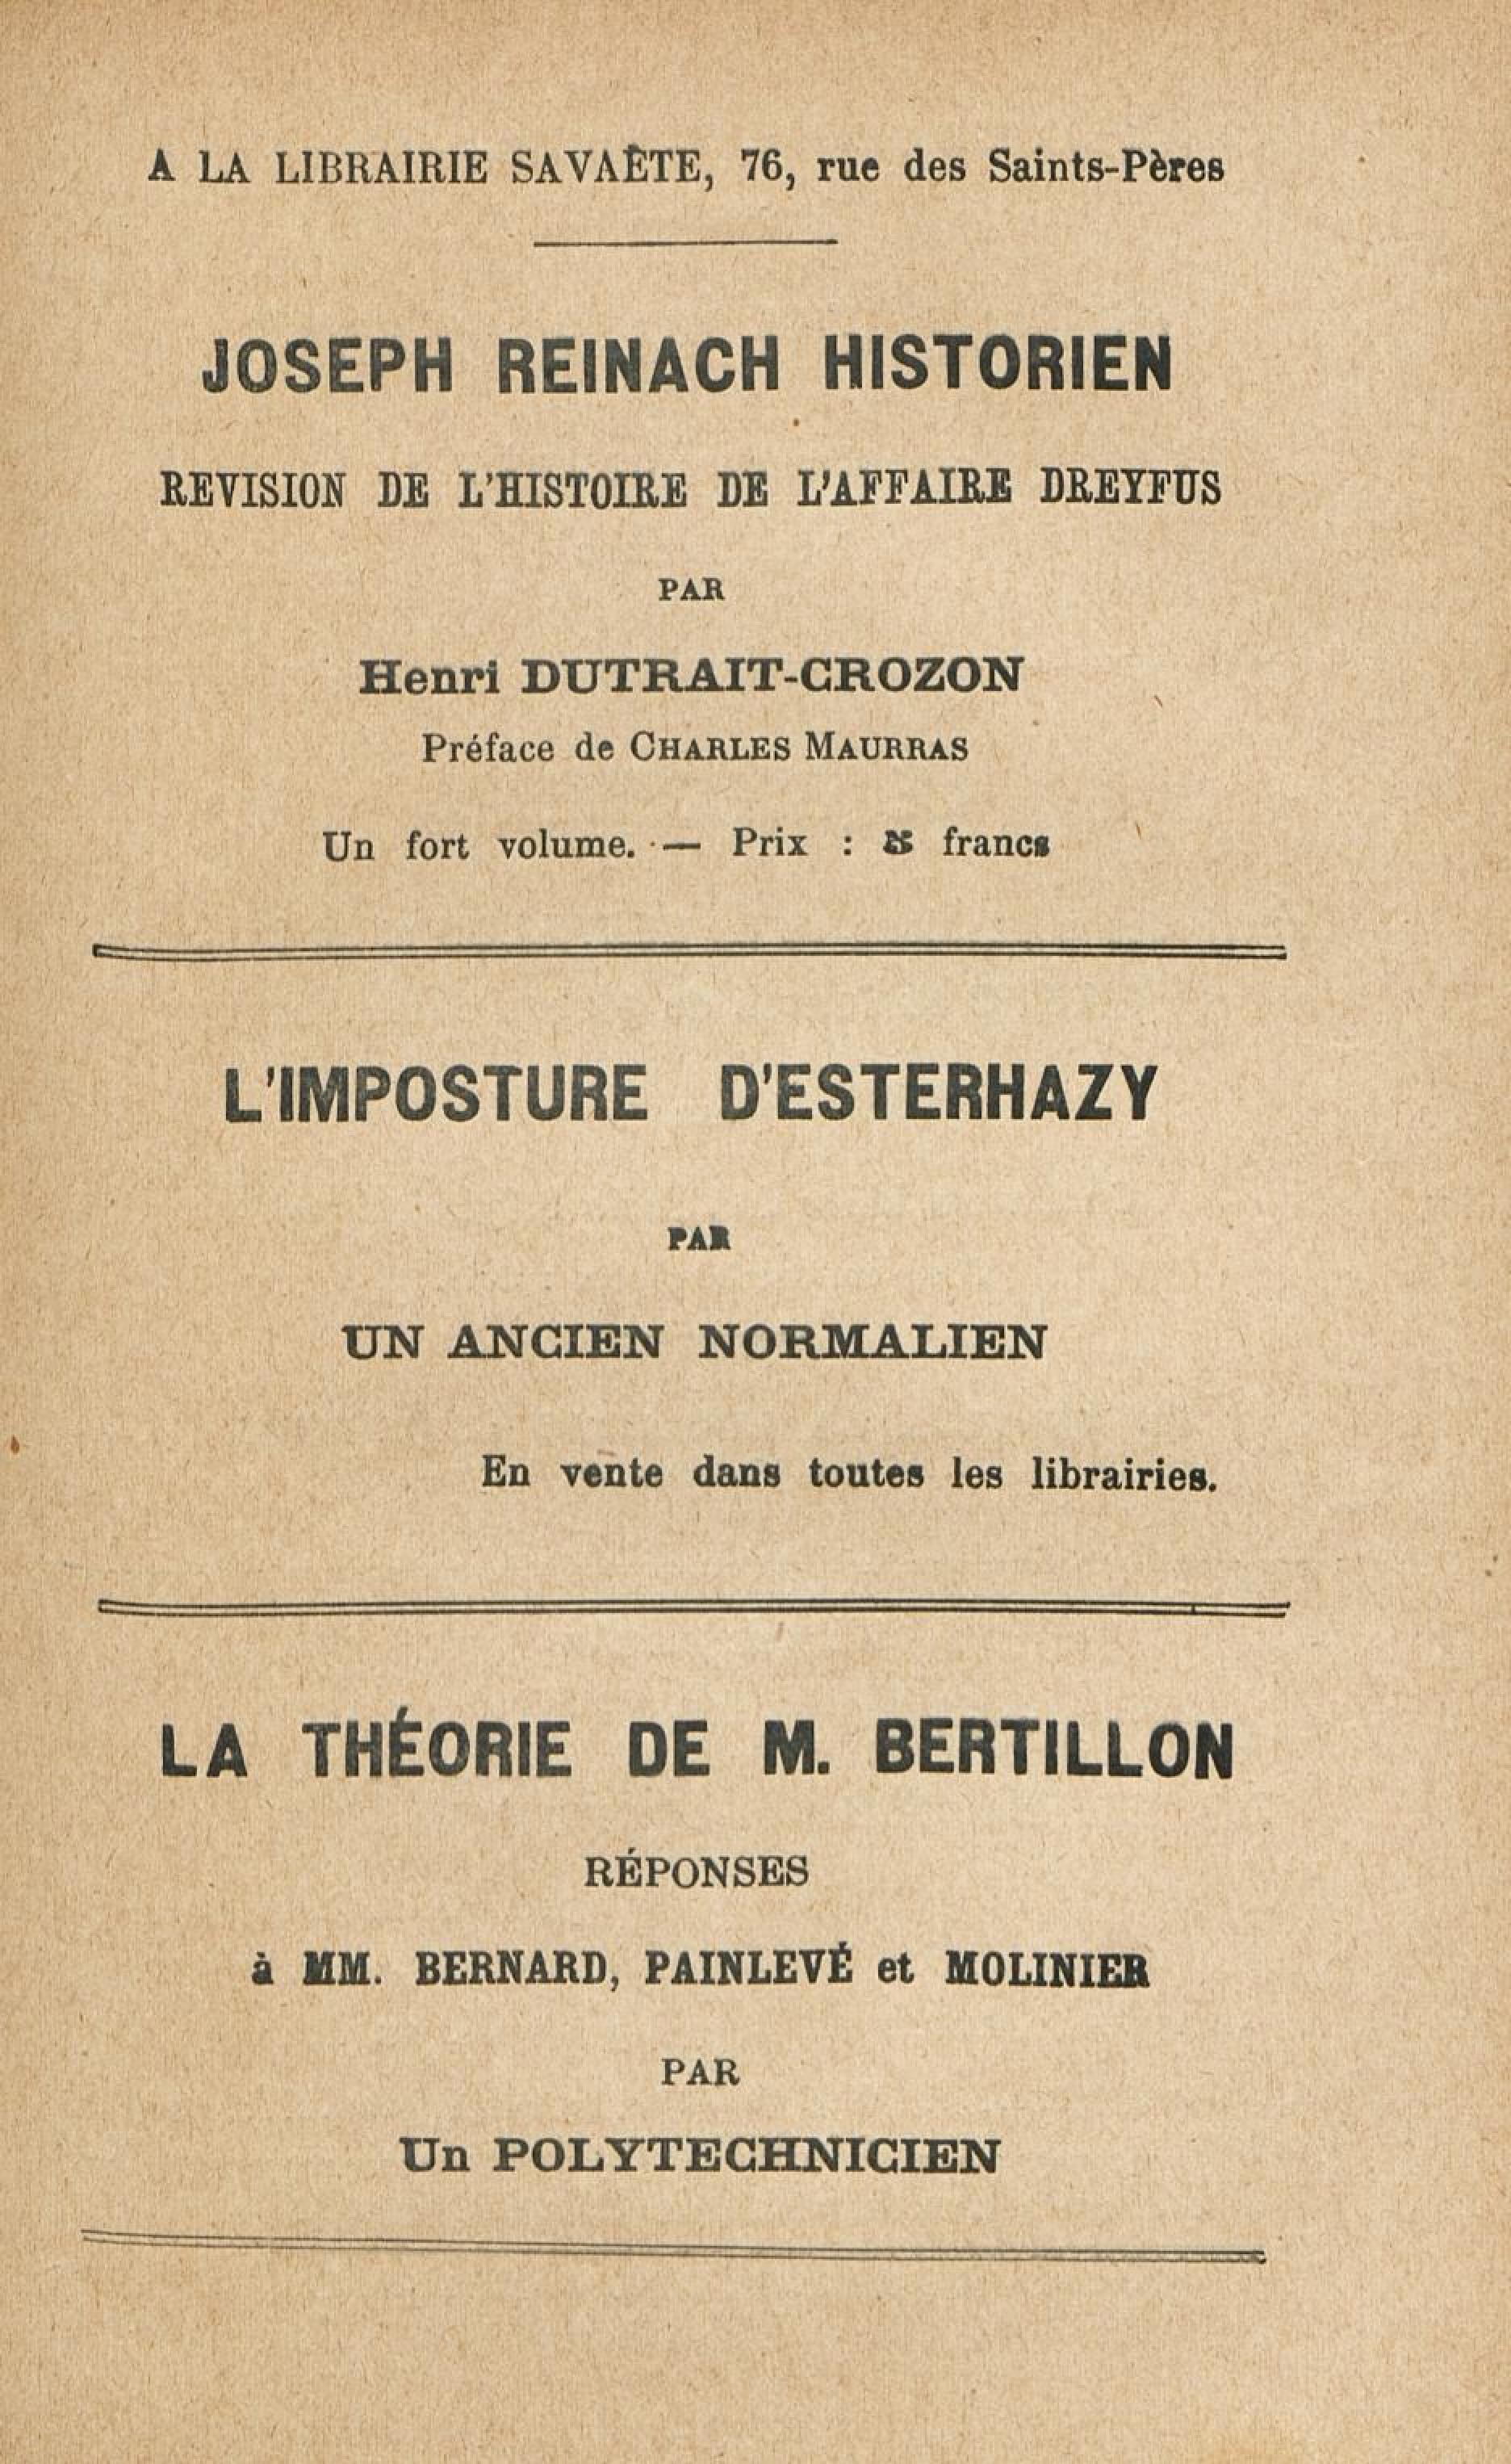 A LA LIBRAIRIE SAVAÈTE, 76, rue des Saints-Pères
JOSEPH REINACH HISTORIEN
REVISION DE L'HISTOIRE DE L'AFFAIRE DREYFUS
PAR
Henri DUTRAIT-CROZON
Préface de CHARLES MAURRAS
Un fort volume. — Prix : francs
L'IMPOSTURE D'ESTERHAZY
PAR
UN ANCIEN NORMALIEN
En vente dans toutes les librairies.
LA THÉORIE DE M. BERTILLON
RÉPONSES
à MM. BERNARD, PAINLEVÉ et MOLINIER
PAR
Un POLYTECHNICIEN